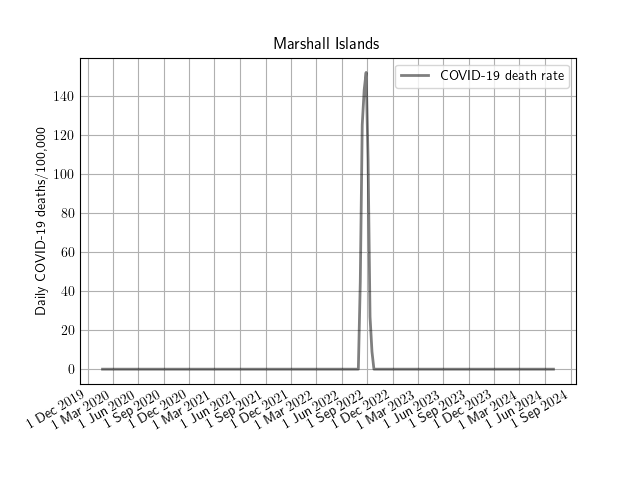 Marshall Islands
COVID-19 death rate
Daily COVID-19 deaths/100,000
140
120
100
80
60
40
20
0
1 Dec 2019
1 Mar 2020
1 Jun 2020
1 Sep 2020
1 Dec 2020
1 Mar 2021
1 Jun 2021
1 Sep 2021
1 Dec 2021
1 Mar 2022
1 Jun 2022
1 Sep 2022
1 Dec 2022
1 Mar 2023
1 Jun 2023
1 Sep 2023
1 Dec 2023
1 Mar 2024
1 Jun 2024
1 Sep 2024